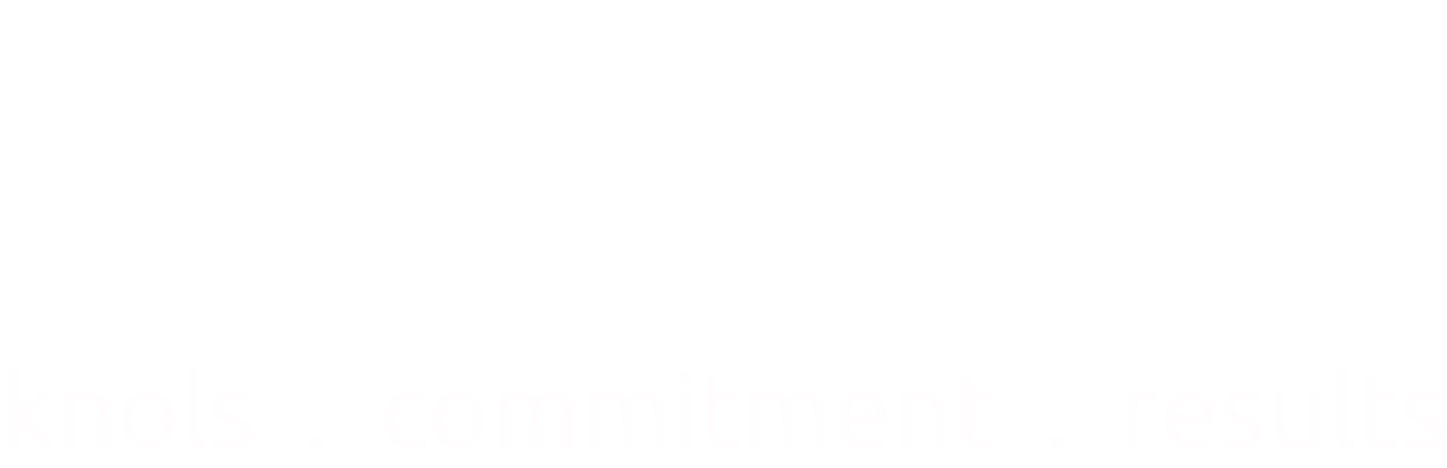 knols . commitment . results